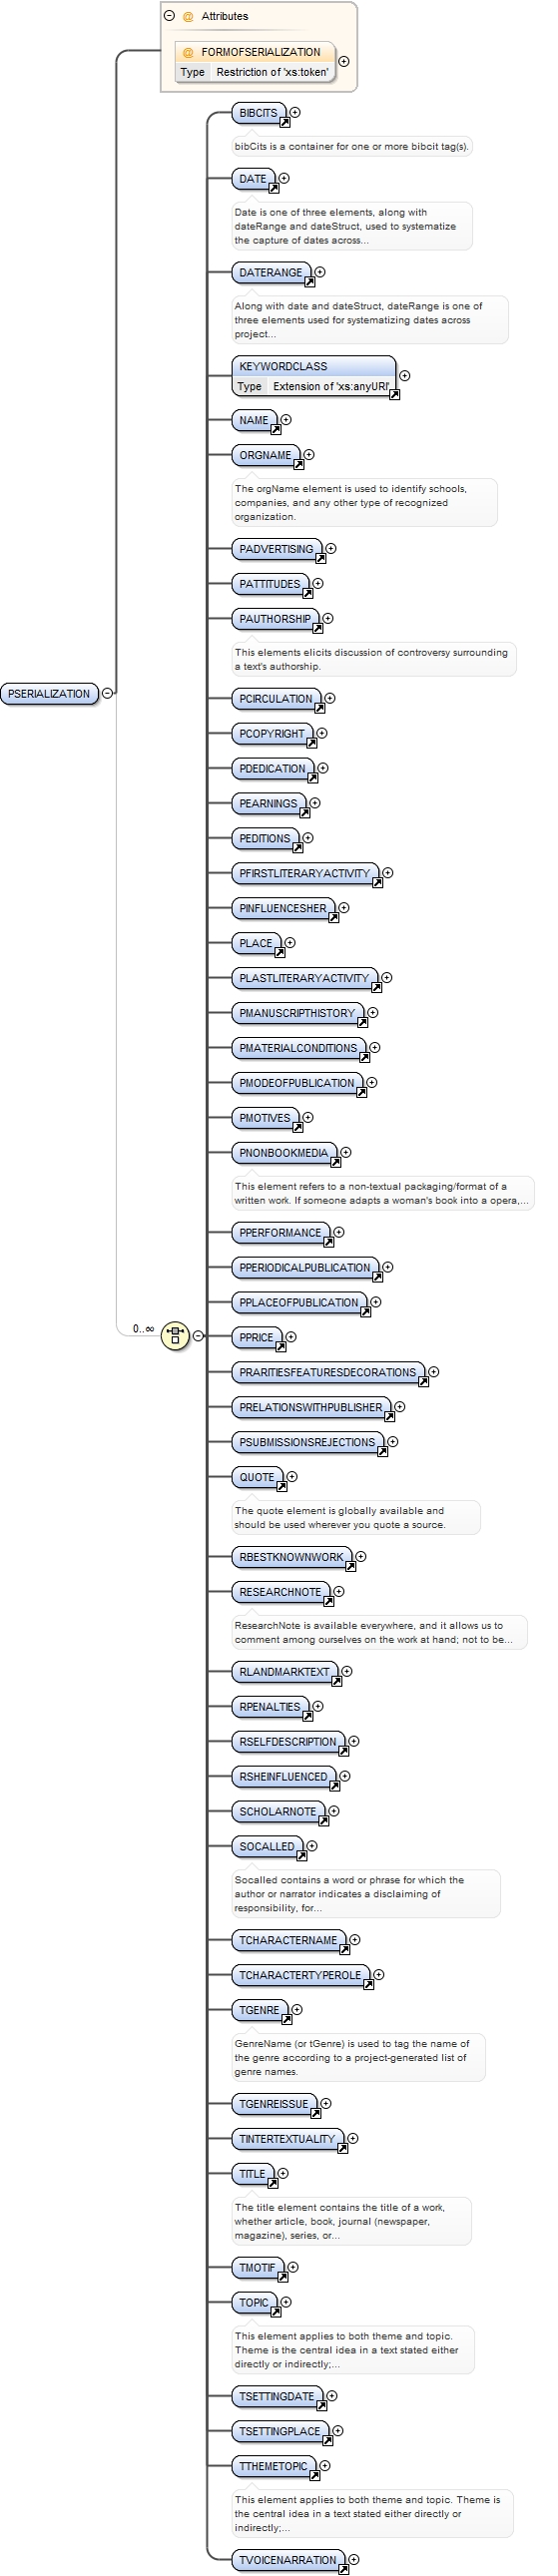 Attributes
@ FORMOFSERIALIZATION
Type Restriction of 'xs:token'
BIBCITS
bibCits is a container for one or more bibcit tag(s).
DATE
Date is one of three elements, along with
dateRange and dateStruct, used to systematize
the capture of dates across...
DATERANGE
Along with date and dateStruct, dateRange is one of
three elements used for systematizing dates across
project...
KEYWORDCLASS
Type Extension of 'xs:anyURI'
NAME
ORGNAME
The orgName element is used to identify schools,
companies, and any other type of recognized
organization.
PADVERTISING
PATTITUDES
PAUTHORSHIP
This elements elicits discussion of controversy surrounding
a text's authorship.
PSERIALIZATION
PCIRCULATION
PCOPYRIGHT
PDEDICATION
PEARNINGS
PEDITIONS
PFIRSTLITERARYACTIVITY
PINFLUENCESHER
PLACE
PLASTLITERARYACTIVITY
PMANUSCRIPTHISTORY
PMATERIALCONDITIONS
PMODEOFPUBLICATION
PMOTIVES
PNONBOOKMEDIA
This element refers to a non-textual packaging/format of a
written work. If someone adapts a woman's book into a opera,...
PPERFORMANCE
PPERIODICALPUBLICATION
PPLACEOFPUBLICATION
0..∞
PPRICE
PRARITIESFEATURESDECORATIONS
PRELATIONSWITHPUBLISHER
PSUBMISSIONSREJECTIONS
QUOTE
The quote element is globally available and
should be used wherever you quote a source.
RBESTKNOWNWORK
RESEARCHNOTE
ResearchNote is available everywhere, and it allows us to
comment among ourselves on the work at hand; not to be...
RLANDMARKTEXT
RPENALTIES
RSELFDESCRIPTION
RSHEINFLUENCED
SCHOLARNOTE
SOCALLED
Socalled contains a word or phrase for which the
author or narrator indicates a disclaiming of
responsibility, for...
TCHARACTERNAME
TCHARACTERTYPEROLE
TGENRE
GenreName (or tGenre) is used to tag the name of
the genre according to a project-generated list of
genre names.
TGENREISSUE
TINTERTEXTUALITY
TITLE
The title element contains the title of a work,
whether article, book, journal (newspaper,
magazine), series, or...
TMOTIF
TOPIC
This element applies to both theme and topic.
Theme is the central idea in a text stated either
directly or indirectly;...
TSETTINGDATE
TSETTINGPLACE
TTHEMETOPIC
This element applies to both theme and topic. Theme is
the central idea in a text stated either directly or
indirectly;...
TVOICENARRATION